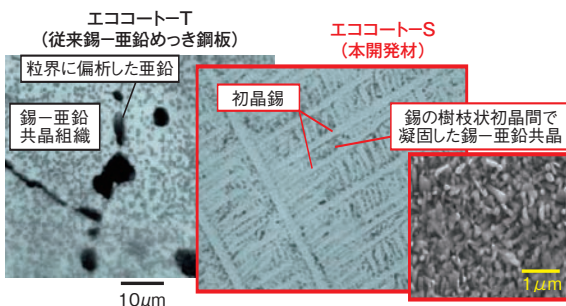 エココートーT
(従来錫ー亜鉛めっき鋼板)
粒界に偏析した亜鉛
錫ー亜鉛
共晶組織
10μm
エココートーS
(本開発材)
初晶錫
錫の樹枝状初晶間で
凝固した錫ー亜鉛共晶
1μm